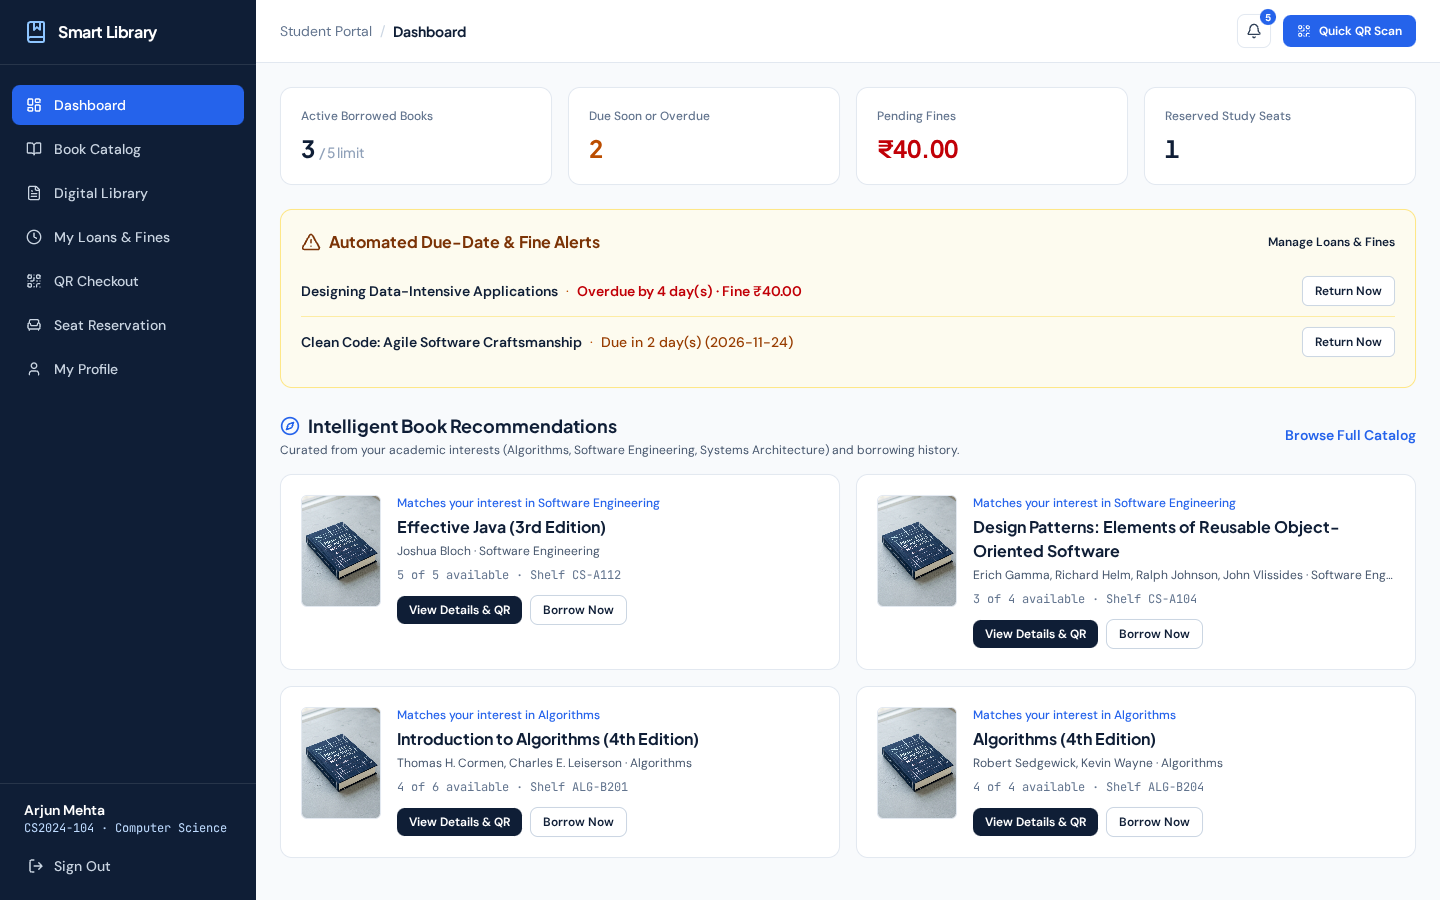 Smart Library
Student Portal / Dashboard
5
Quick QR Scan
Dashboard
Book Catalog
Digital Library
My Loans & Fines
QR Checkout
Seat Reservation
My Profile
Arjun Mehta
CS2024-104 · Computer Science
Sign Out
Active Borrowed Books
3 / 5 limit
Due Soon or Overdue
2
Pending Fines
₹40.00
Reserved Study Seats
1
Automated Due-Date & Fine Alerts
Manage Loans & Fines
Designing Data-Intensive Applications · Overdue by 4 day(s) · Fine ₹40.00
Return Now
Clean Code: Agile Software Craftsmanship · Due in 2 day(s) (2026-11-24)
Return Now
Intelligent Book Recommendations
Curated from your academic interests (Algorithms, Software Engineering, Systems Architecture) and borrowing history.
Browse Full Catalog
Matches your interest in Software Engineering
Effective Java (3rd Edition)
Joshua Bloch · Software Engineering
5 of 5 available · Shelf CS-A112
View Details & QR
Borrow Now
Matches your interest in Software Engineering
Design Patterns: Elements of Reusable Object-
Oriented Software
Erich Gamma, Richard Helm, Ralph Johnson, John Vlissides · Software Eng...
3 of 4 available · Shelf CS-A104
View Details & QR
Borrow Now
Matches your interest in Algorithms
Introduction to Algorithms (4th Edition)
Thomas H. Cormen, Charles E. Leiserson · Algorithms
4 of 6 available · Shelf ALG-B201
View Details & QR
Borrow Now
Matches your interest in Algorithms
Algorithms (4th Edition)
Robert Sedgewick, Kevin Wayne · Algorithms
4 of 4 available · Shelf ALG-B204
View Details & QR
Borrow Now